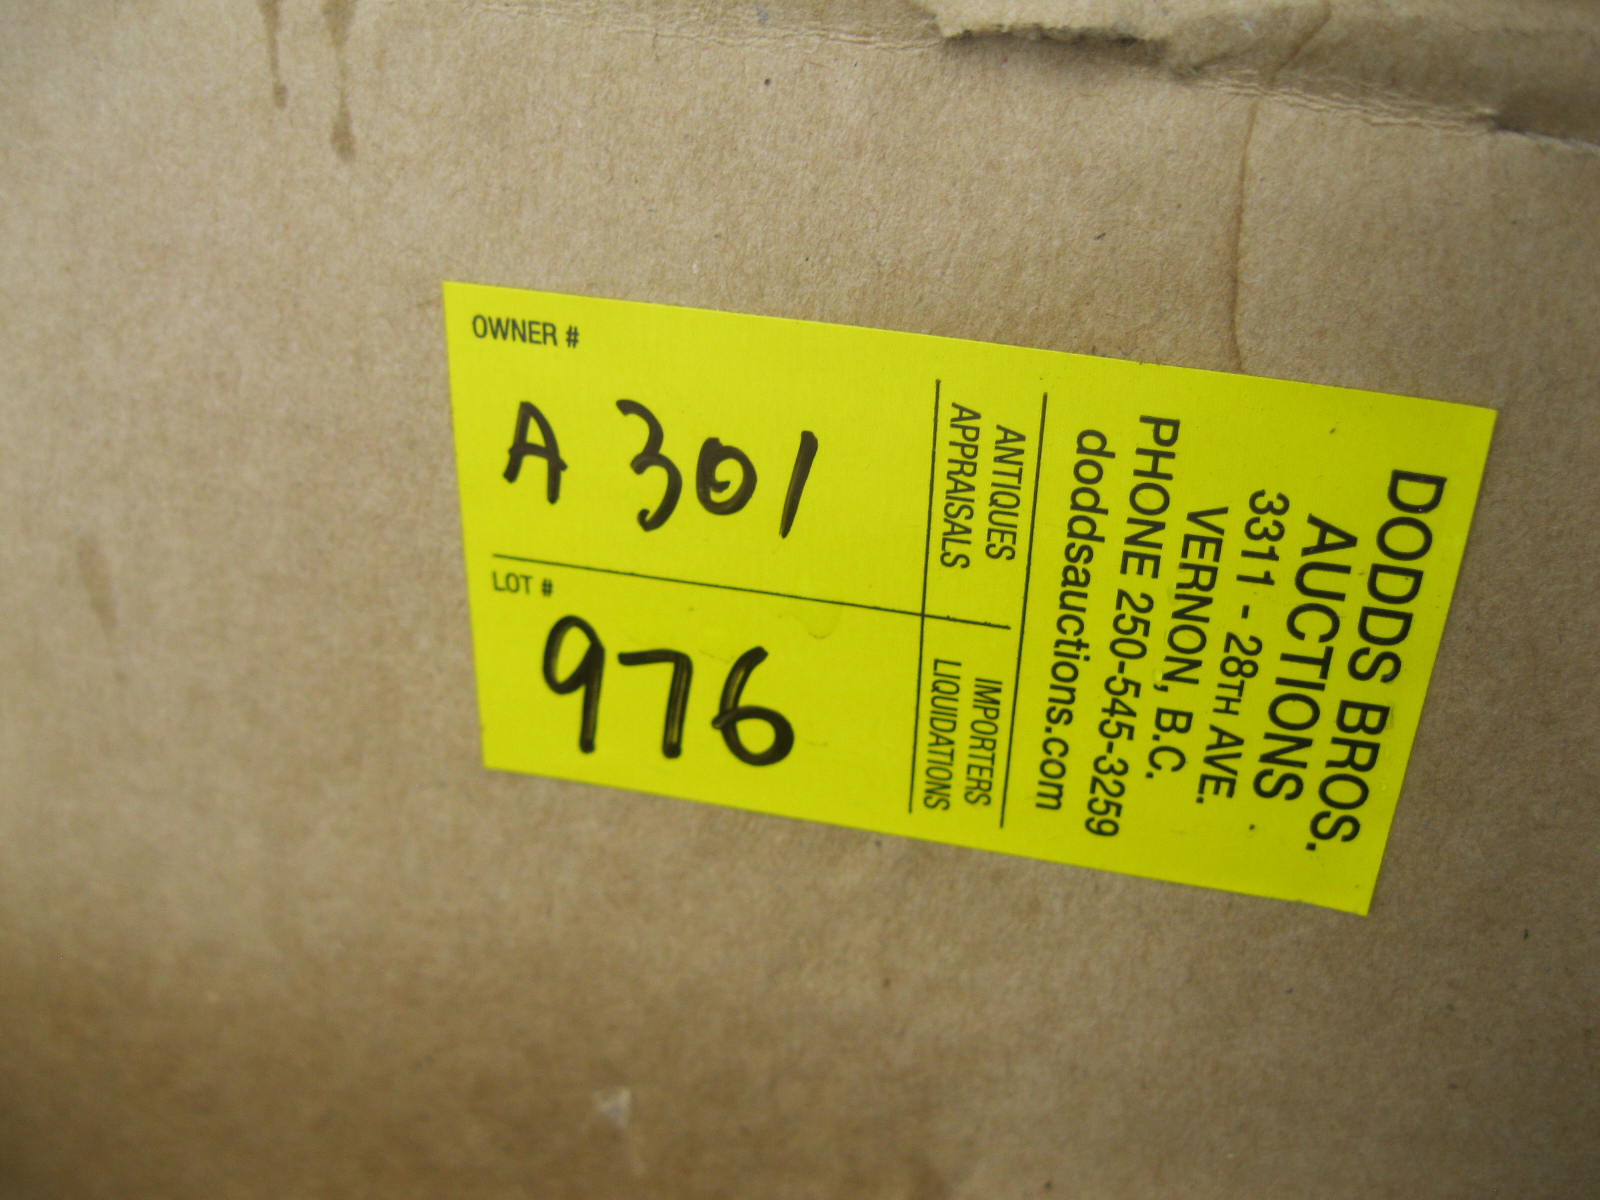 DODDS BROS.
AUCTIONS
3311 - 28TH AVE.
VERNON, B.C.
PHONE 250-545-3259
doddsauctions.com
ANTIQUES
APPRAISALS
IMPORTERS
LIQUIDATIONS
OWNER #
A 301
LOT #
976